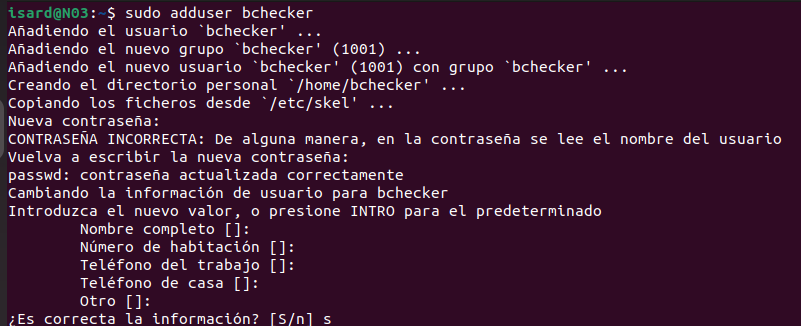 isard@N03:~$ sudo adduser bchecker
Añadiendo el usuario `bchecker' ...
Añadiendo el nuevo grupo `bchecker' (1001) ...
Añadiendo el nuevo usuario `bchecker' (1001) con grupo `bchecker' ...
Creando el directorio personal `/home/bchecker' ...
Copiando los ficheros desde `/etc/skel' ...
Nueva contraseña:
CONTRASEÑA INCORRECTA: De alguna manera, en la contraseña se lee el nombre del usuario
Vuelva a escribir la nueva contraseña:
passwd: contraseña actualizada correctamente
Cambiando la información de usuario para bchecker
Introduzca el nuevo valor, o presione INTRO para el predeterminado
Nombre completo []:
Número de habitación []:
Teléfono del trabajo []:
Teléfono de casa []:
Otro []:
¿Es correcta la información? [S/n] s